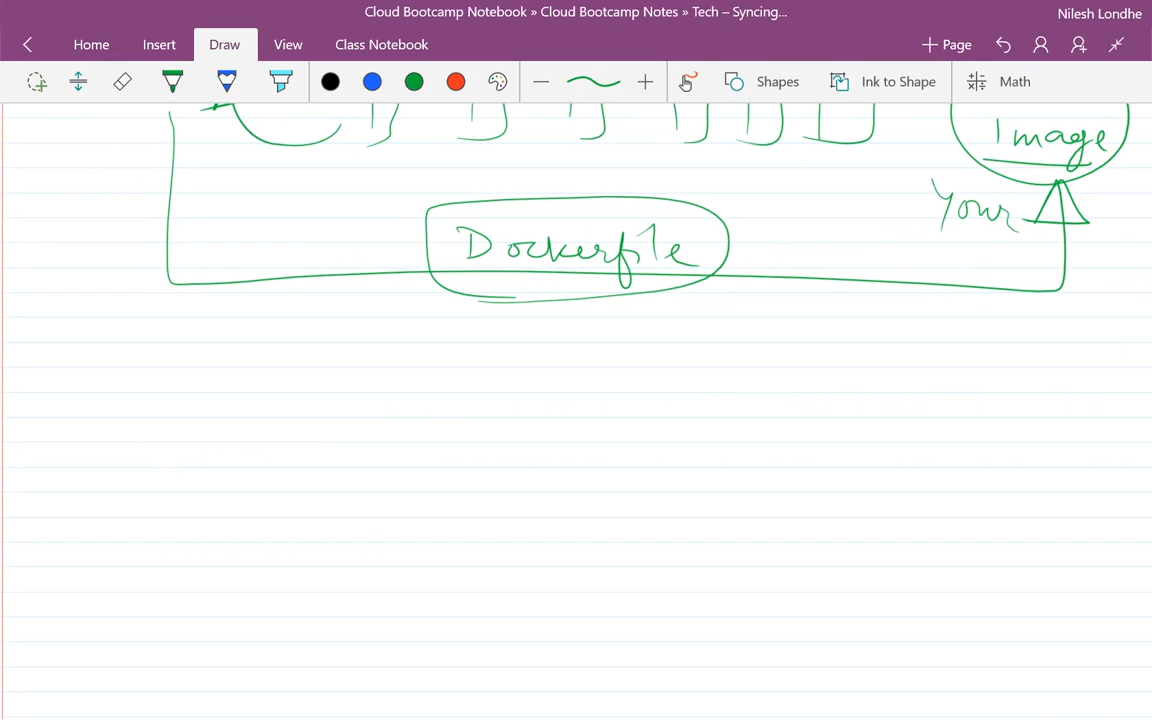 Cloud Bootcamp Notebook » Cloud Bootcamp Notes » Tech – Syncing...
Nilesh Londhe
Home Insert Draw View Class Notebook
Page
Shapes Ink to Shape Math
Image
Your
Dockerfile